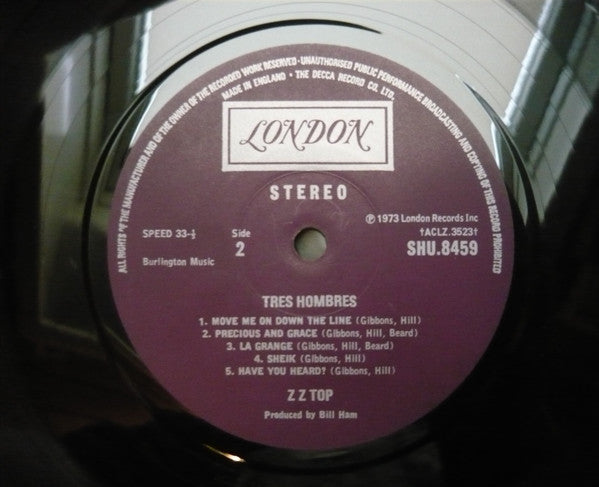 ALL RIGHTS OF THE MANUFACTURER AND OF THE OWNER OF THE RECORDED WORK RESERVED · UNAUTHORISED PUBLIC PERFORMANCE BROADCASTING AND COPYING OF THIS RECORD PROHIBITED
MADE IN ENGLAND · THE DECCA RECORD CO. LTD.
LONDON
STEREO
SPEED 33-⅓
Side
2
Burlington Music
℗ 1973 London Records Inc
†ACLZ.3523†
SHU.8459
TRES HOMBRES
1. MOVE ME ON DOWN THE LINE (Gibbons, Hill)
2. PRECIOUS AND GRACE (Gibbons, Hill, Beard)
3. LA GRANGE (Gibbons, Hill, Beard)
4. SHEIK (Gibbons, Hill)
5. HAVE YOU HEARD? (Gibbons, Hill)
Z Z TOP
Produced by Bill Ham